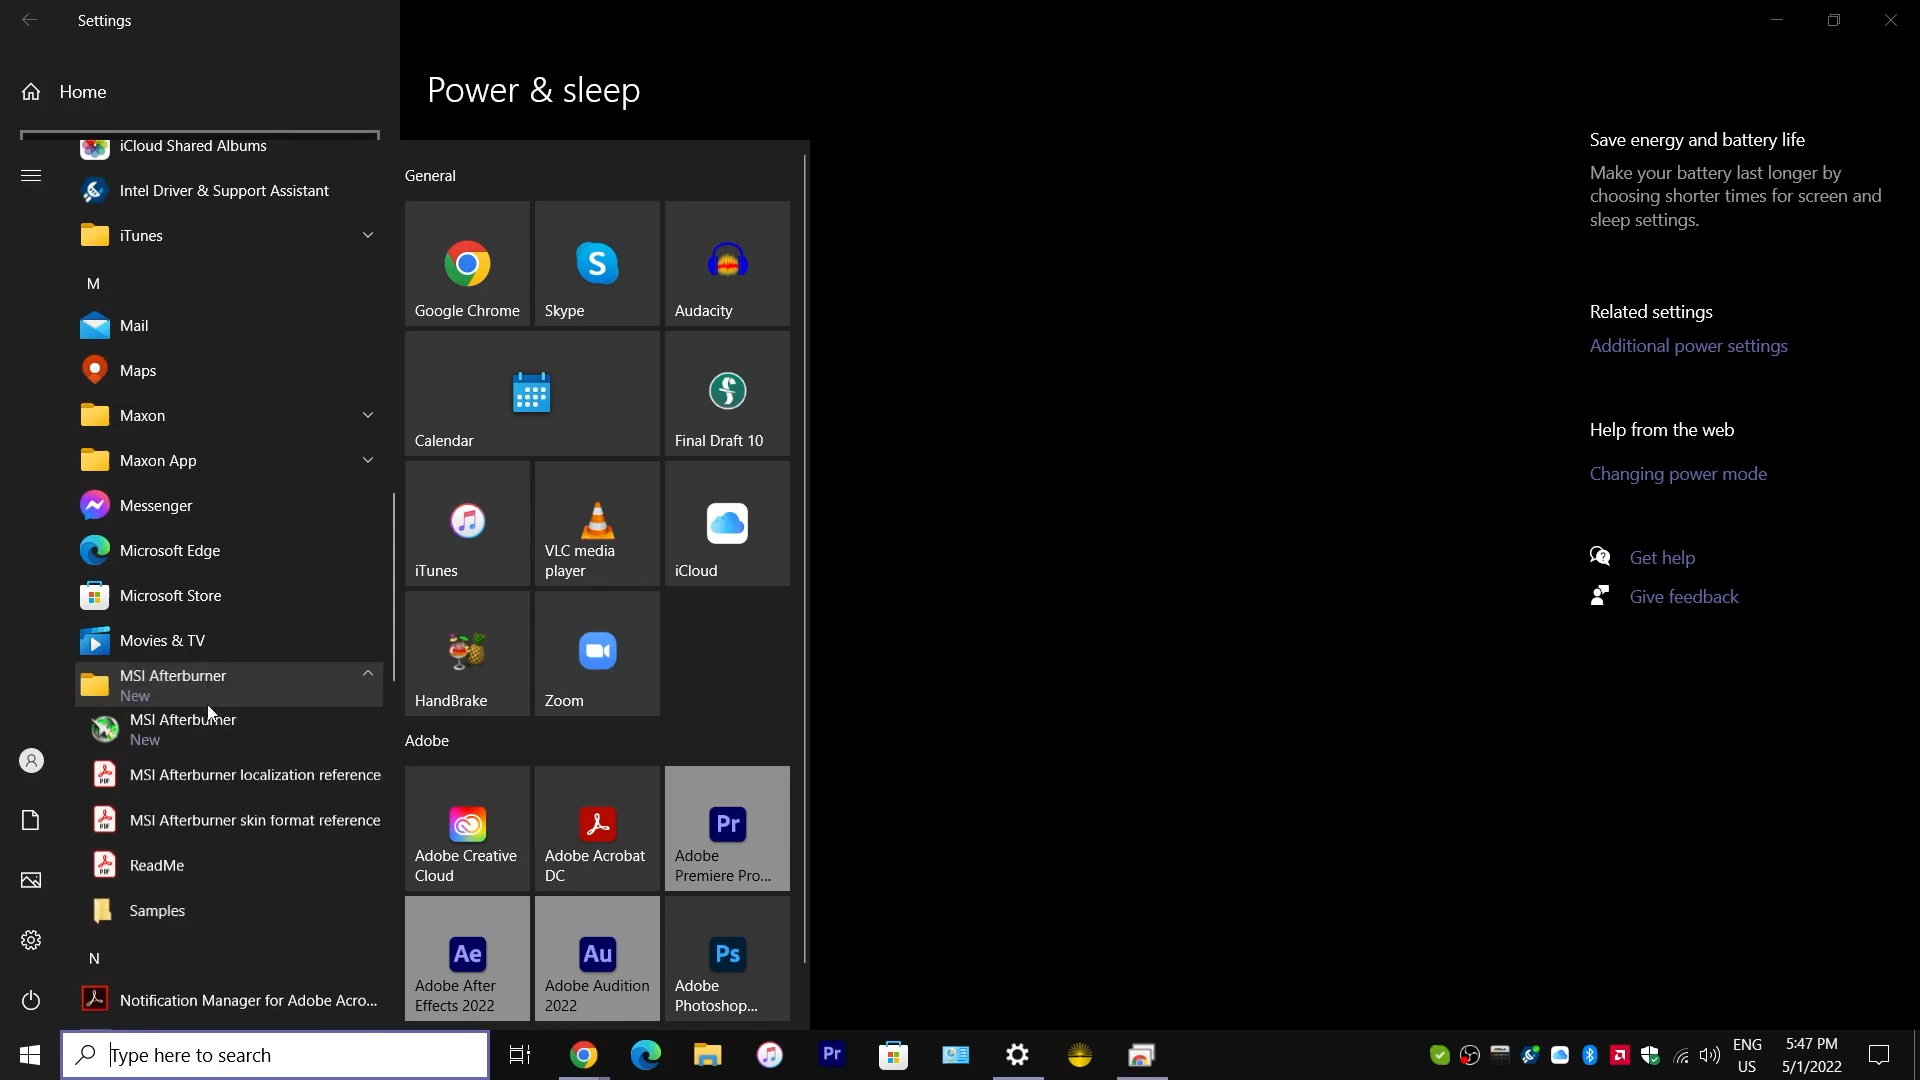 Settings
Home
Power & sleep
iCloud Shared Albums
Intel Driver & Support Assistant
iTunes
M
Mail
Maps
Maxon
Maxon App
Messenger
Microsoft Edge
Microsoft Store
Movies & TV
MSI Afterburner
New
MSI Afterburner
New
MSI Afterburner localization reference
MSI Afterburner skin format reference
ReadMe
Samples
N
Notification Manager for Adobe Acro...
General
Google Chrome
Skype
Audacity
Calendar
Final Draft 10
iTunes
VLC media
player
iCloud
HandBrake
Zoom
Adobe
Adobe Creative
Cloud
Adobe Acrobat
DC
Pr
Adobe
Premiere Pro...
Ae
Adobe After
Effects 2022
Au
Adobe Audition
2022
Ps
Adobe
Photoshop...
Save energy and battery life
Make your battery last longer by
choosing shorter times for screen and
sleep settings.
Related settings
Additional power settings
Help from the web
Changing power mode
Get help
Give feedback
Type here to search
Pr
ENG
US
5:47 PM
5/1/2022